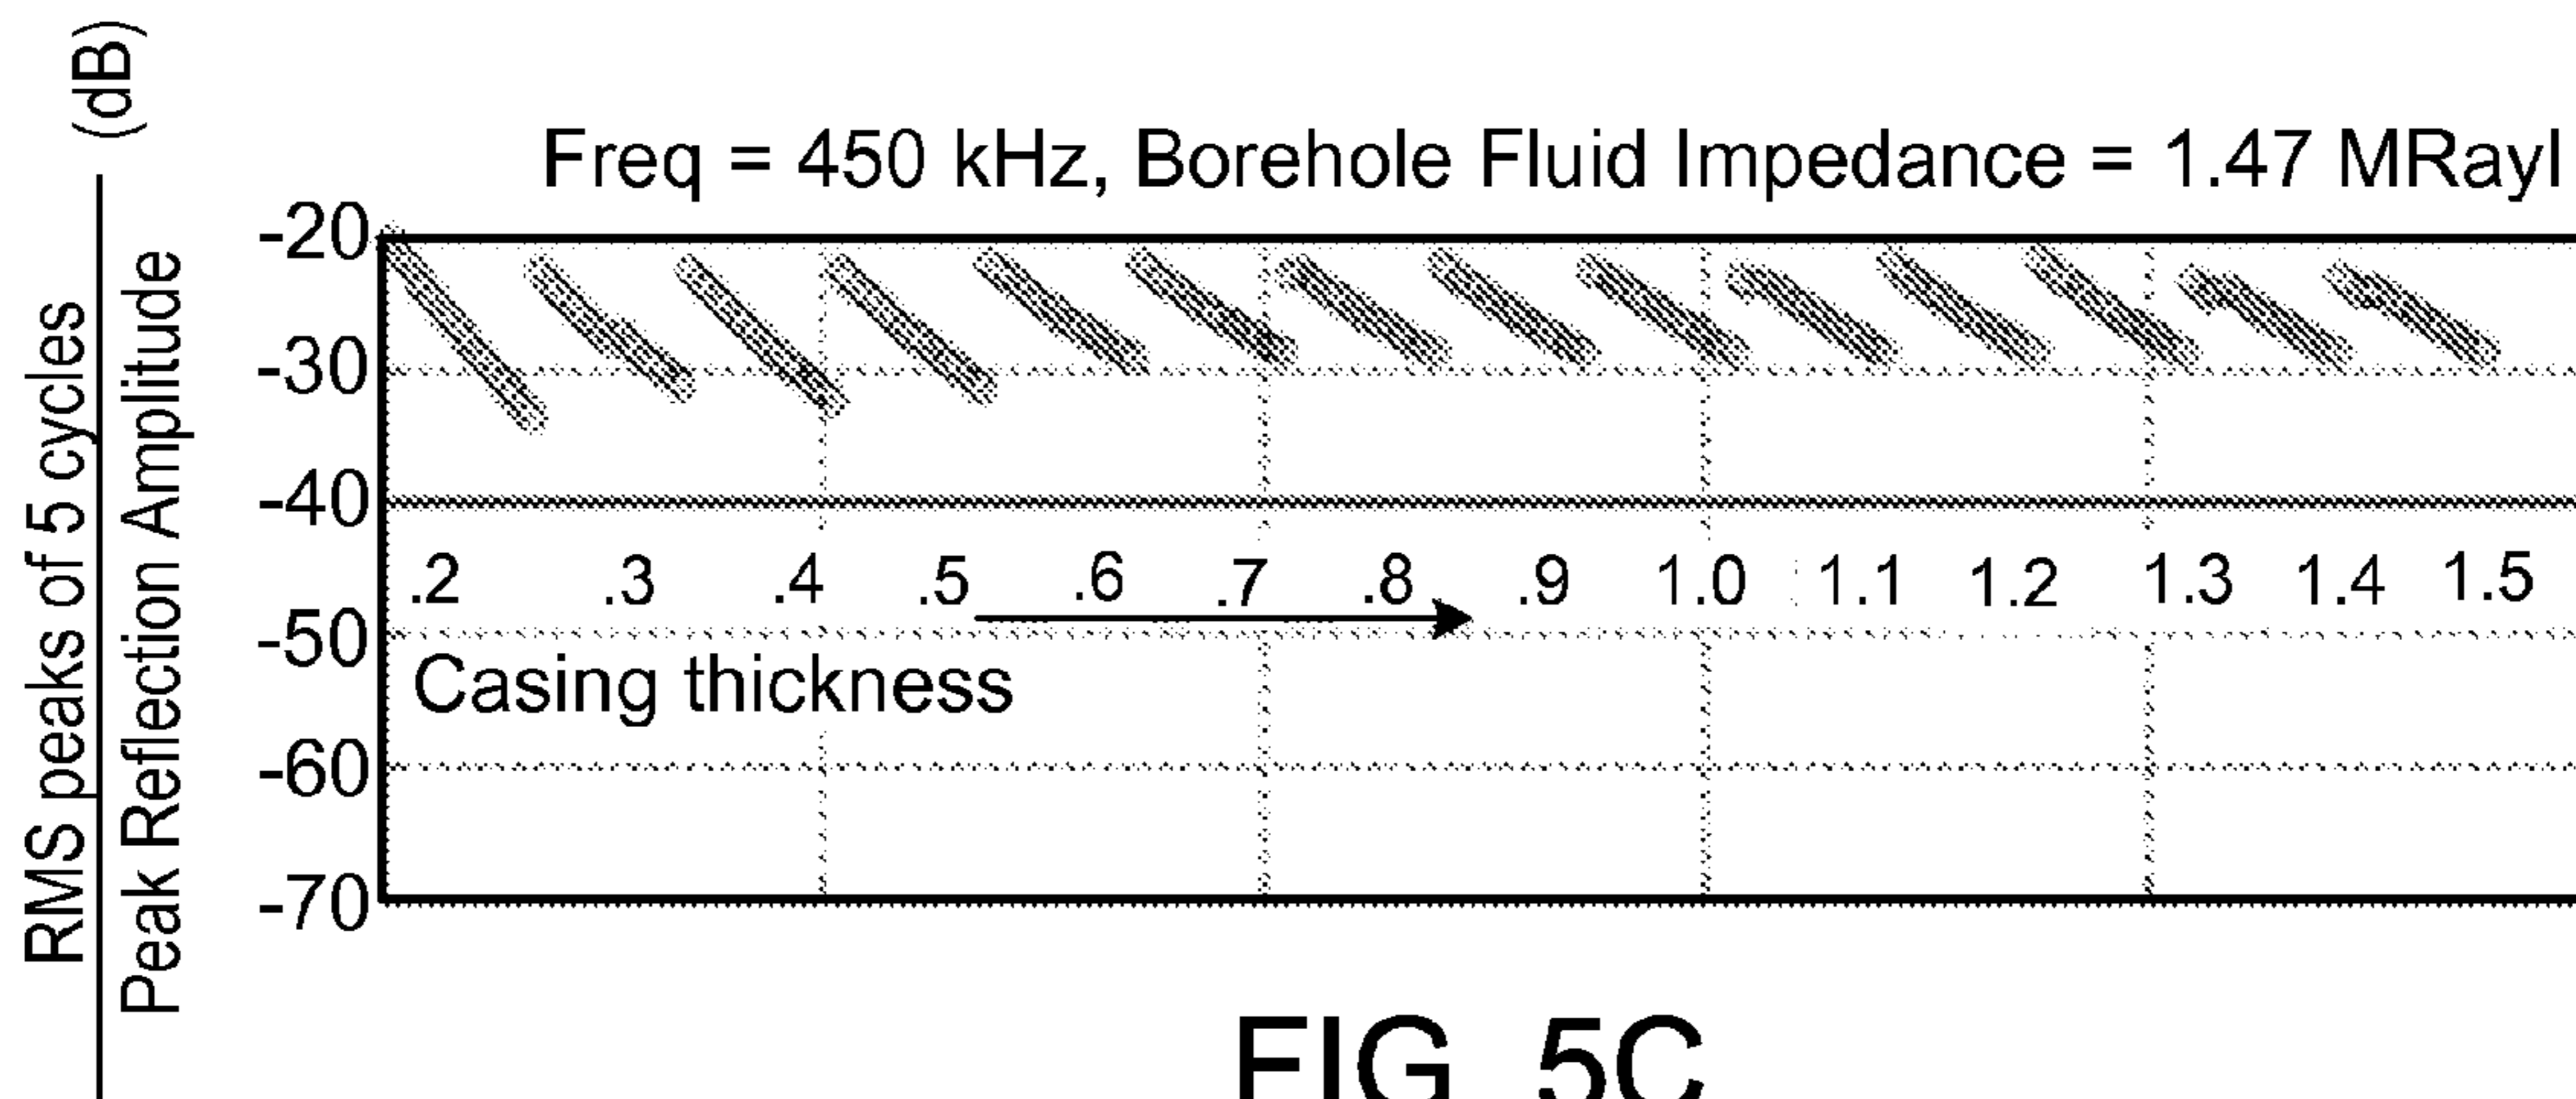 RMS peaks of 5 cycles
Peak Reflection Amplitude
(dB)
Freq = 450 kHz, Borehole Fluid Impedance = 1.47 MRayl
-20
-30
-40
.2 .3 .4 .5 .6 .7 .8 .9 1.0 1.1 1.2 1.3 1.4 1.5
-50
Casing thickness
-60
-70
FIG 5C